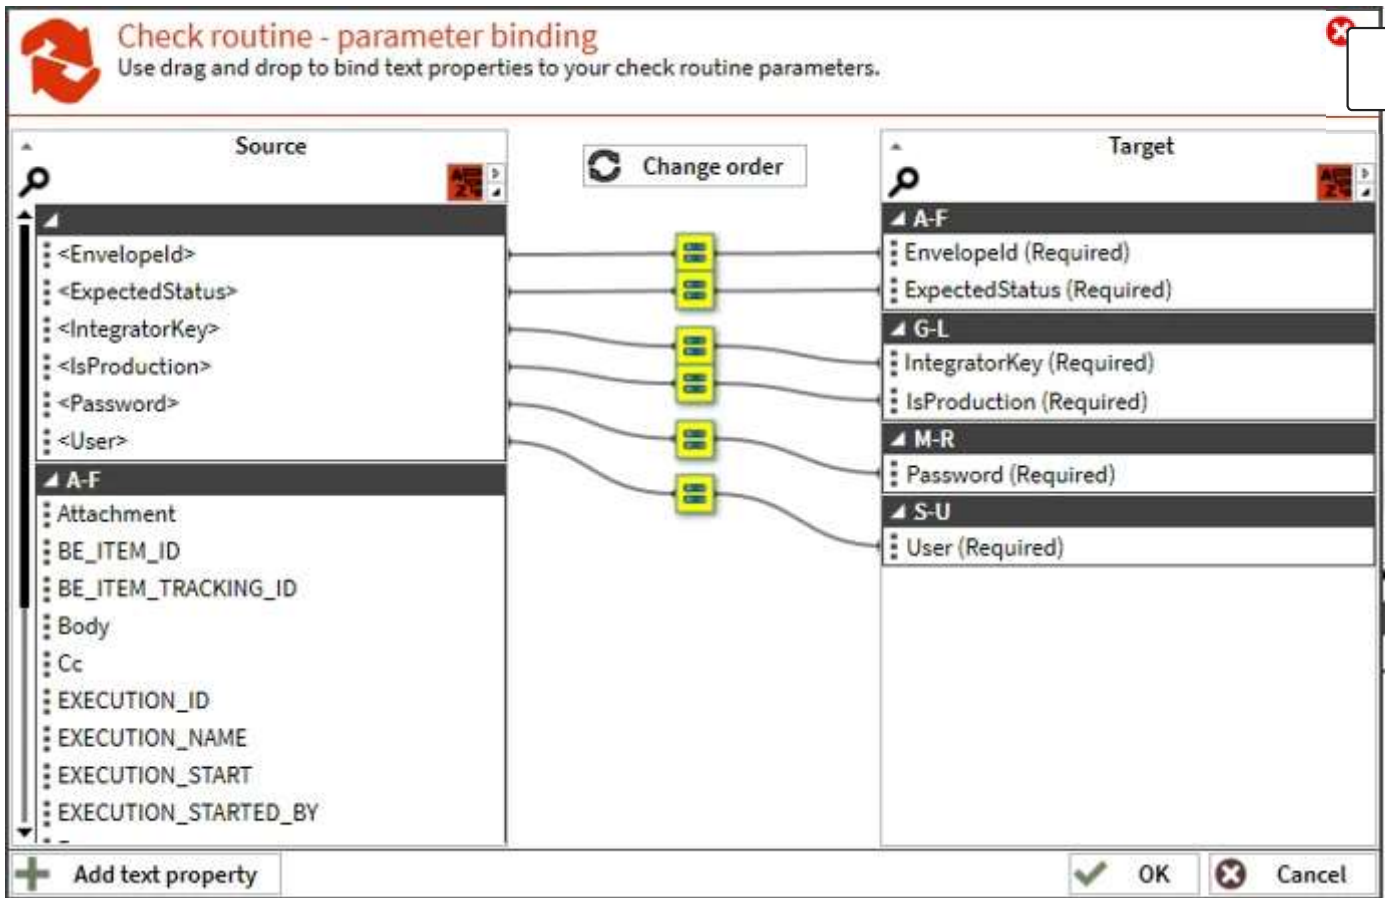 Check routine - parameter binding
Use drag and drop to bind text properties to your check routine parameters.
Source
Change order
Target
<EnvelopeId>
<ExpectedStatus>
<IntegratorKey>
<IsProduction>
<Password>
<User>
A-F
Attachment
BE_ITEM_ID
BE_ITEM_TRACKING_ID
Body
Cc
EXECUTION_ID
EXECUTION_NAME
EXECUTION_START
EXECUTION_STARTED_BY
A-F
EnvelopeId (Required)
ExpectedStatus (Required)
G-L
IntegratorKey (Required)
IsProduction (Required)
M-R
Password (Required)
S-U
User (Required)
Add text property
OK
Cancel